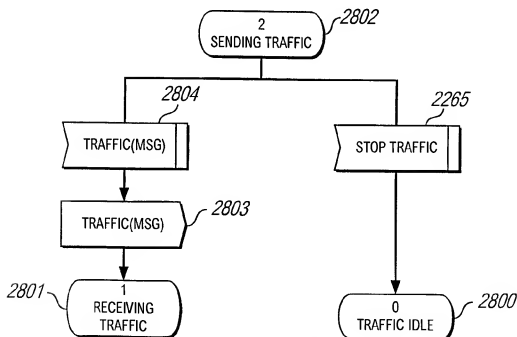 2
SENDING TRAFFIC
2802
2804
TRAFFIC(MSG)
2265
STOP TRAFFIC
TRAFFIC(MSG)
2803
2801
1
RECEIVING
TRAFFIC
0
TRAFFIC IDLE
2800